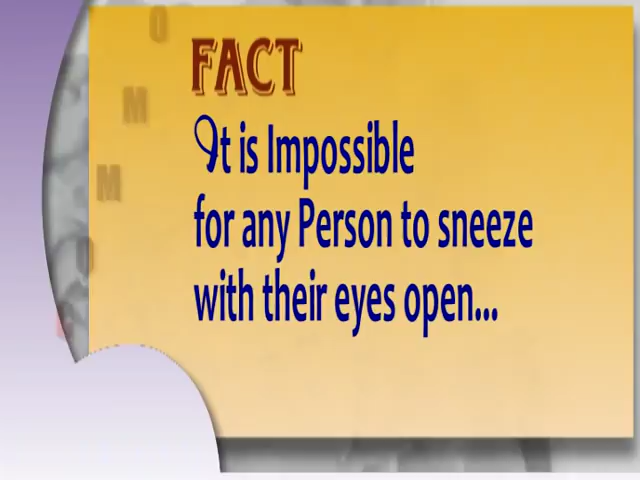 FACT
It is Impossible
for any Person to sneeze
with their eyes open...